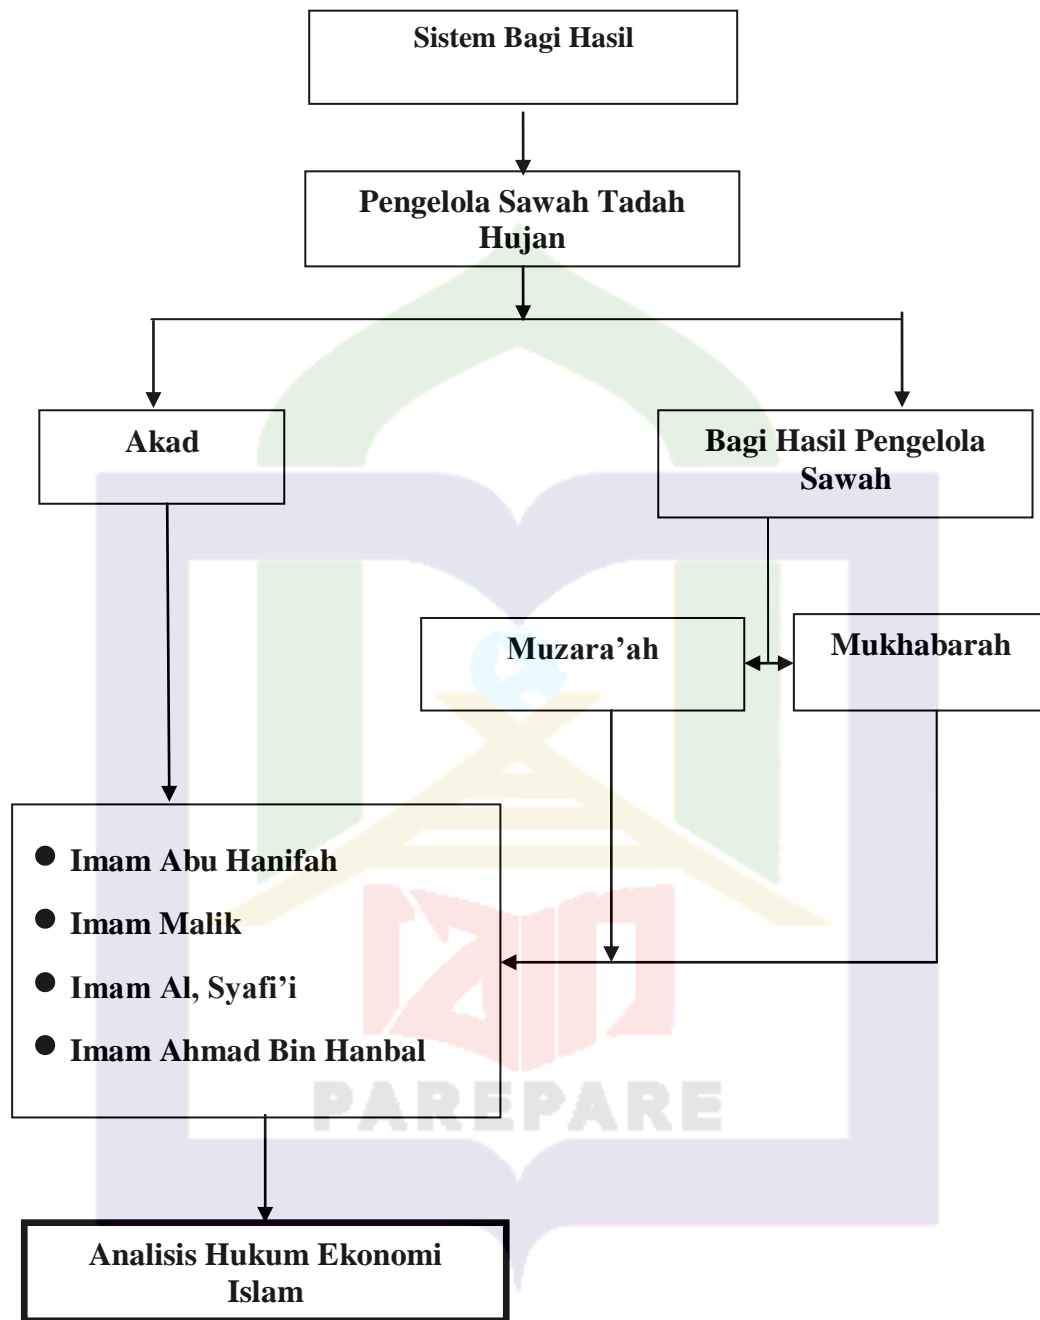 Sistem Bagi Hasil
Pengelola Sawah Tadah
Hujan
Akad
Bagi Hasil Pengelola
Sawah
Muzara’ah
Mukhabarah
● Imam Abu Hanifah
● Imam Malik
● Imam Al, Syafi’i
● Imam Ahmad Bin Hanbal
PAREPARE
Analisis Hukum Ekonomi
Islam